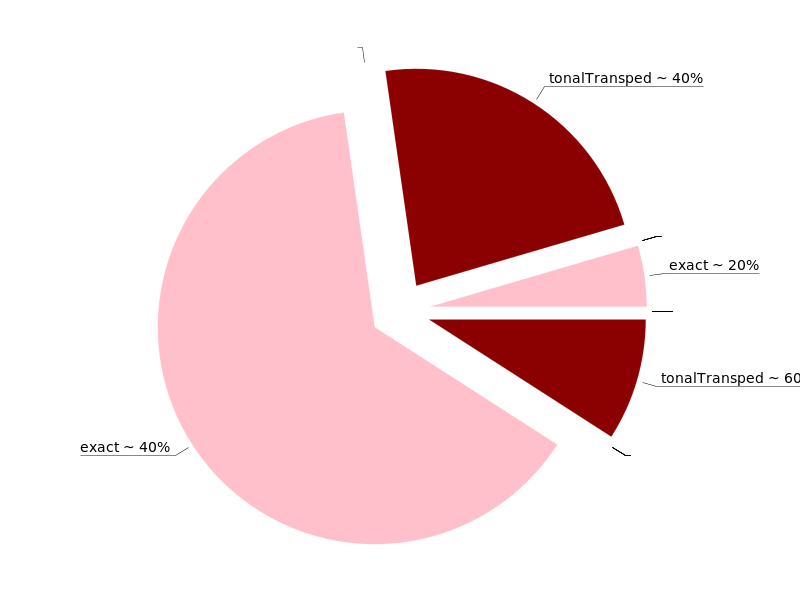 tonalTransped ~ 40%
exact ~ 20%
tonalTransped ~ 60
exact ~ 40%